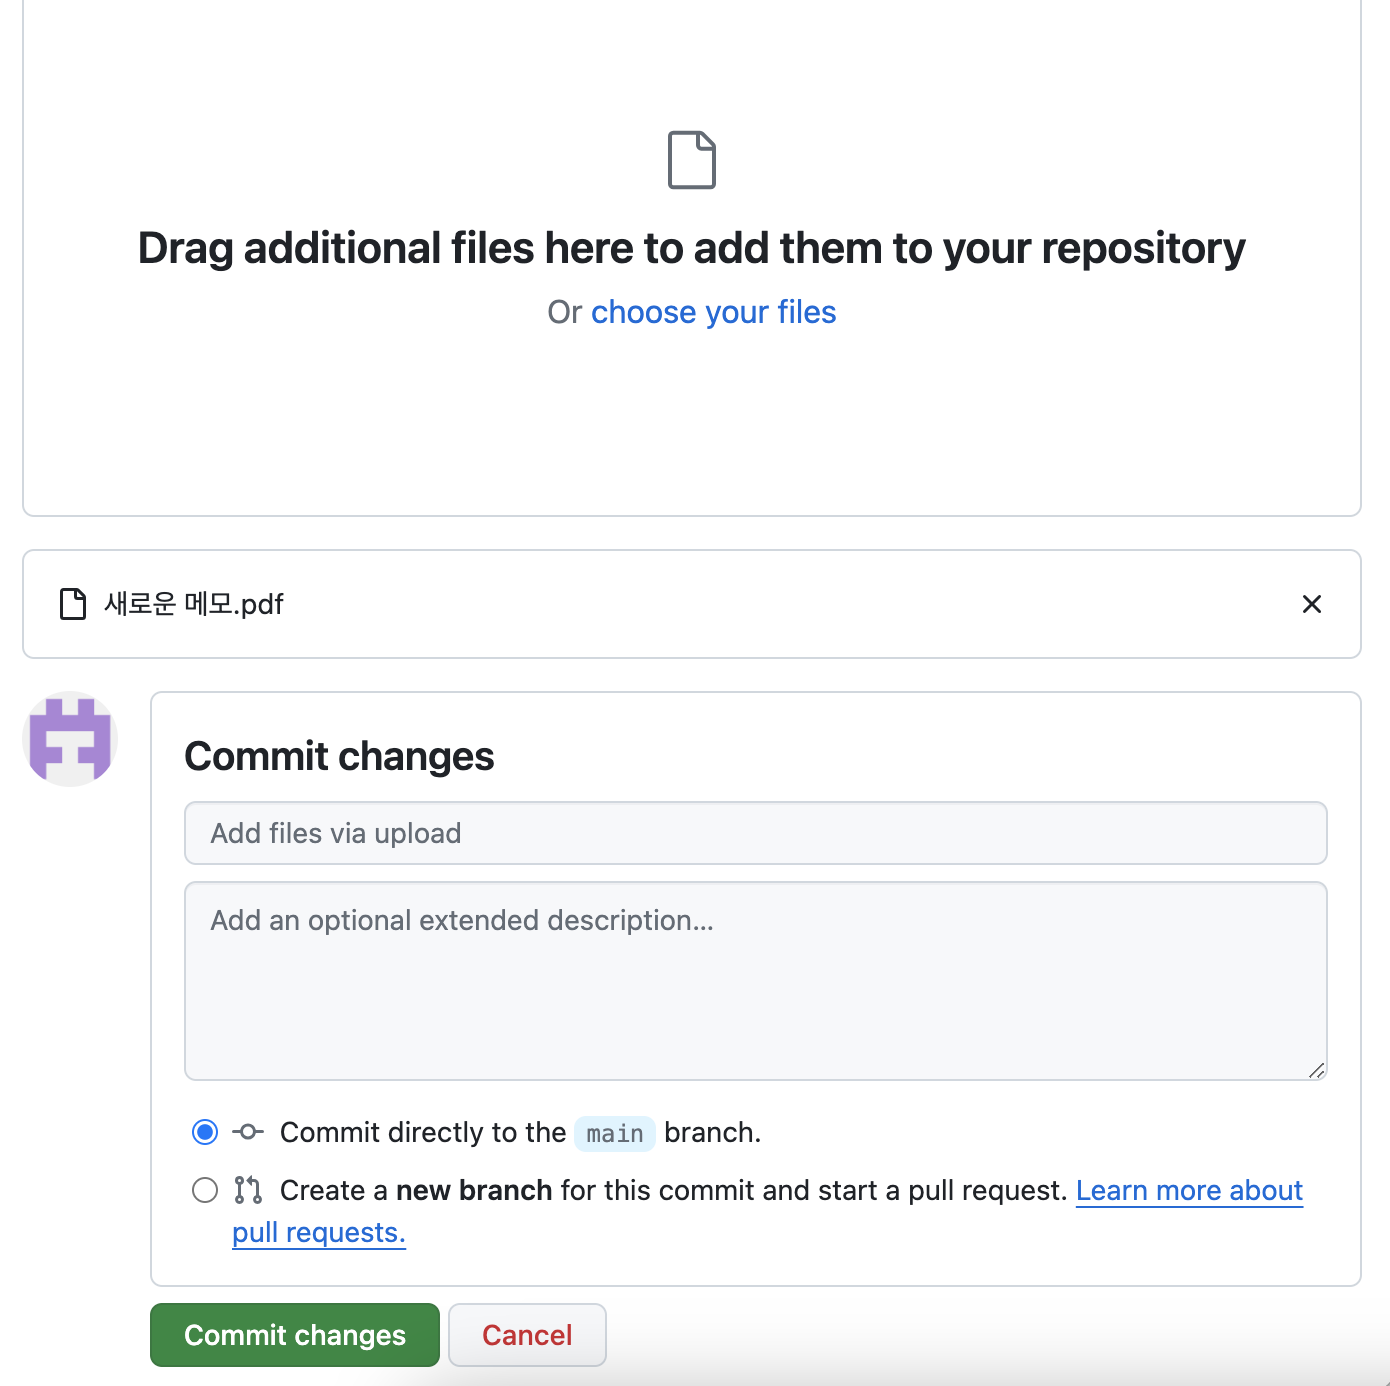 Drag additional files here to add them to your repository
Or choose your files
새로운 메모.pdf
Commit changes
Add files via upload
Add an optional extended description...
Commit directly to the main branch.
Create a new branch for this commit and start a pull request. Learn more about
pull requests.
Commit changes
Cancel